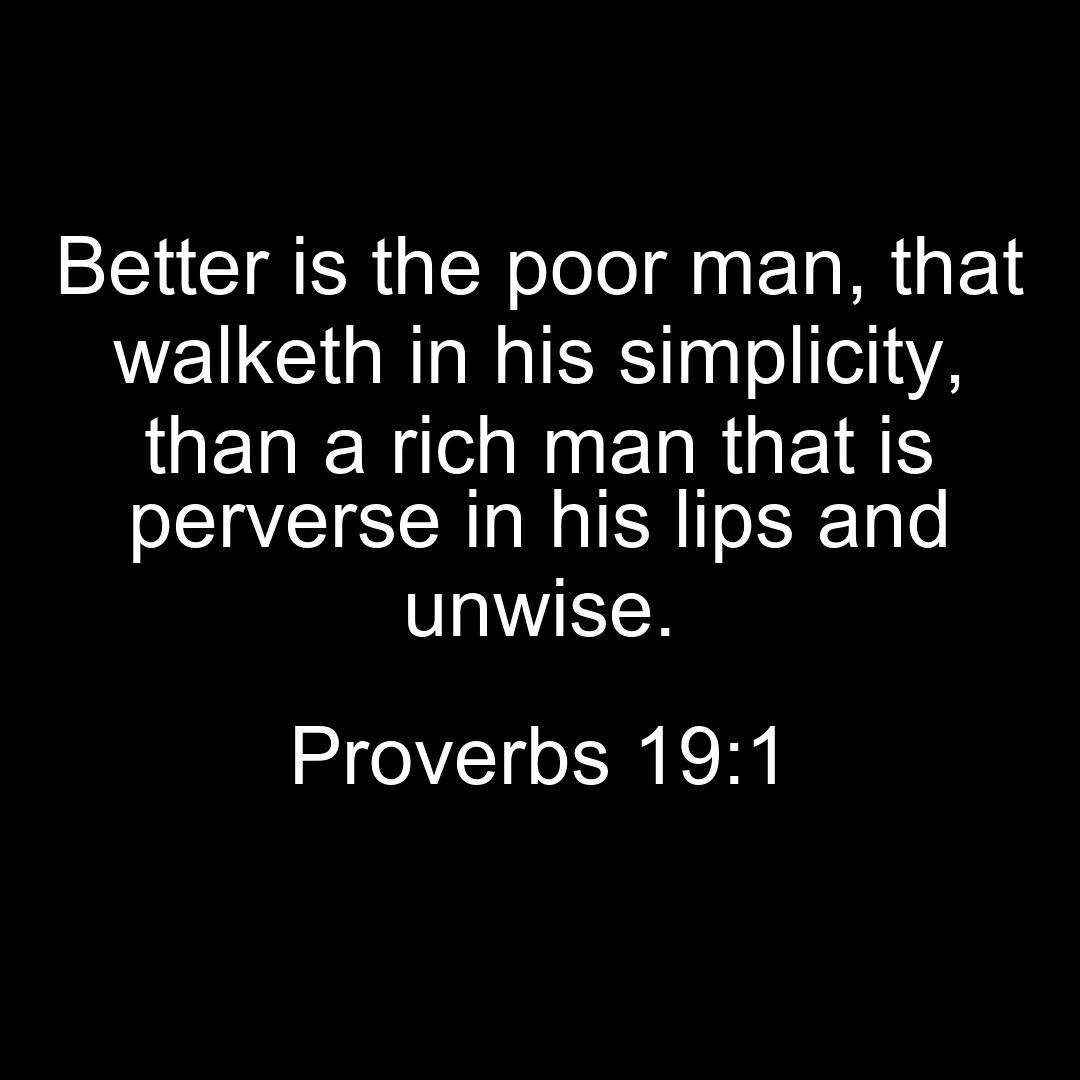 Better is the poor man, that
walketh in his simplicity,
than a rich man that is
perverse in his lips and
unwise.
Proverbs 19:1